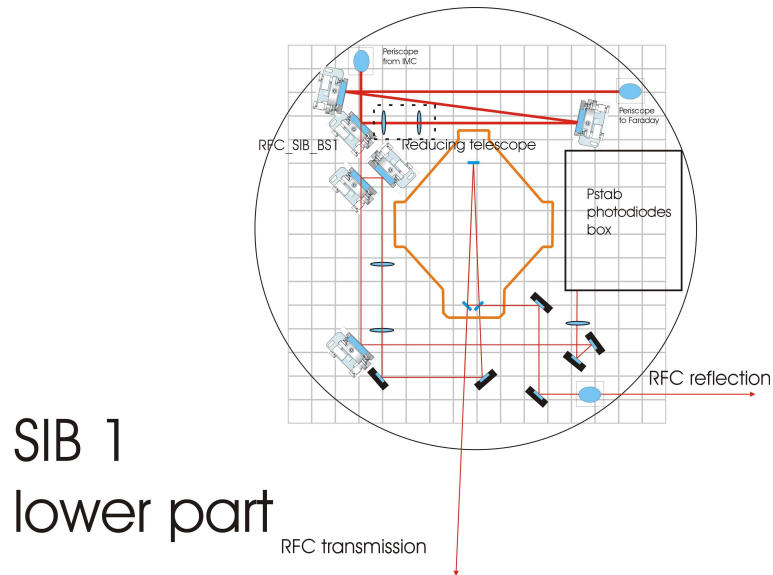 Periscope
from IMC
Periscope
to Faraday
RFC_SIB_BS1
Reducing telescope
Pstab
photodiodes
box
RFC reflection
SIB 1
lower part
RFC transmission